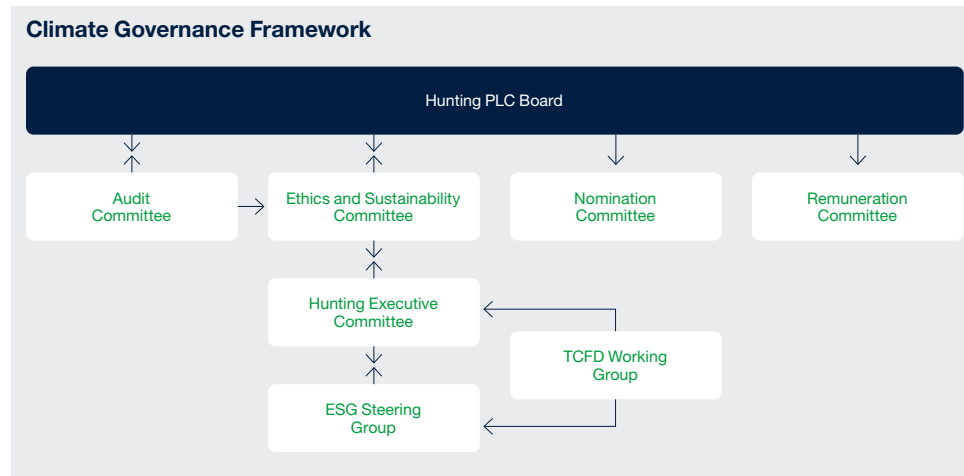 Climate Governance Framework
Hunting PLC Board
Audit
Committee
Ethics and Sustainability
Committee
Nomination
Committee
Remuneration
Committee
Hunting Executive
Committee
TCFD Working
Group
ESG Steering
Group